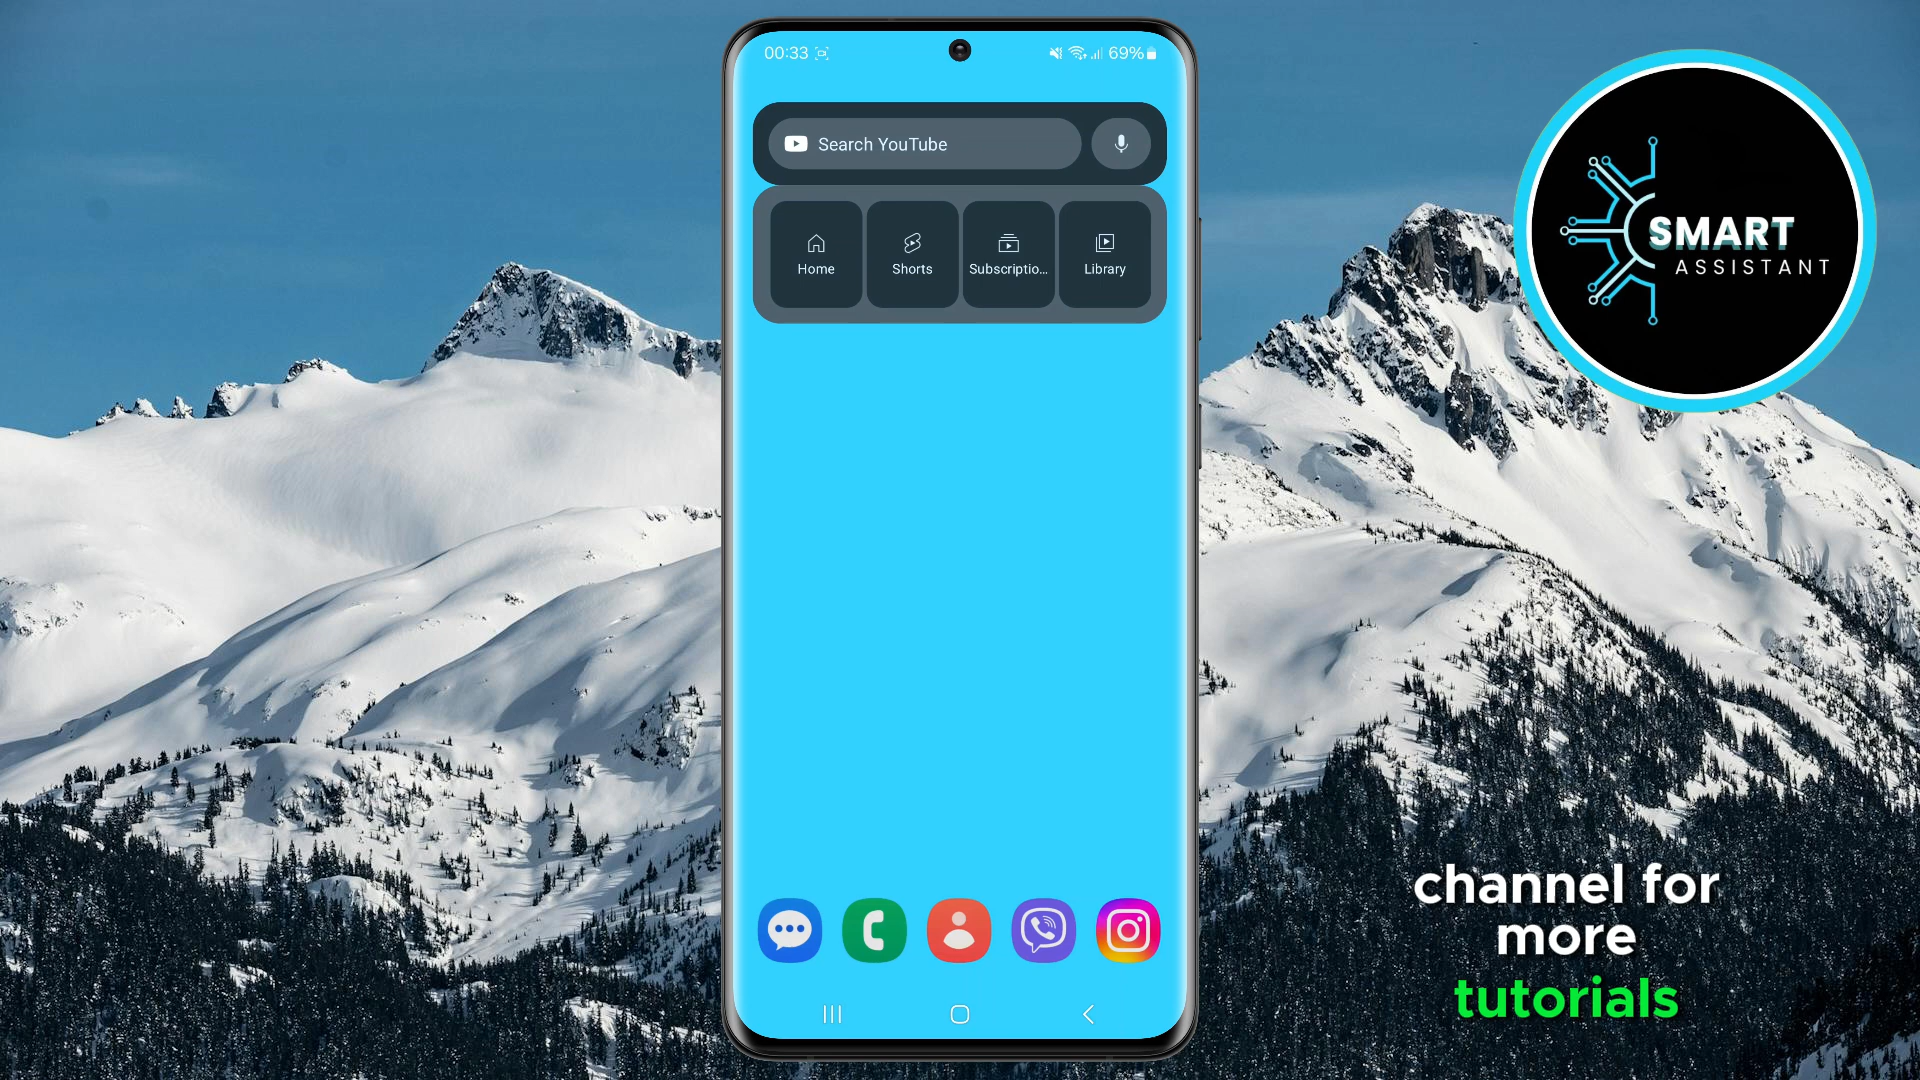 00:33
69%
Search YouTube
Home
Shorts
Subscriptio...
Library
SMART
ASSISTANT
channel for
more
tutorials